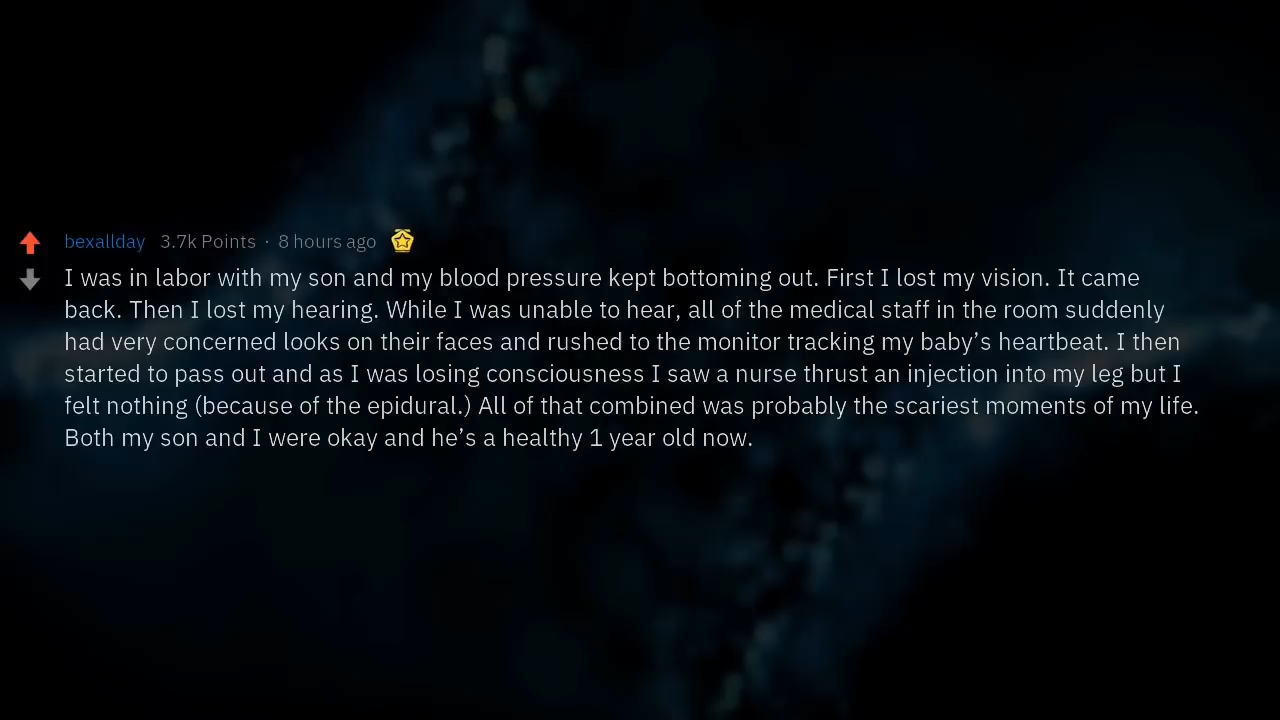 bexallday 3.7k Points · 8 hours ago
I was in labor with my son and my blood pressure kept bottoming out. First I lost my vision. It came
back. Then I lost my hearing. While I was unable to hear, all of the medical staff in the room suddenly
had very concerned looks on their faces and rushed to the monitor tracking my baby’s heartbeat. I then
started to pass out and as I was losing consciousness I saw a nurse thrust an injection into my leg but I
felt nothing (because of the epidural.) All of that combined was probably the scariest moments of my life.
Both my son and I were okay and he’s a healthy 1 year old now.